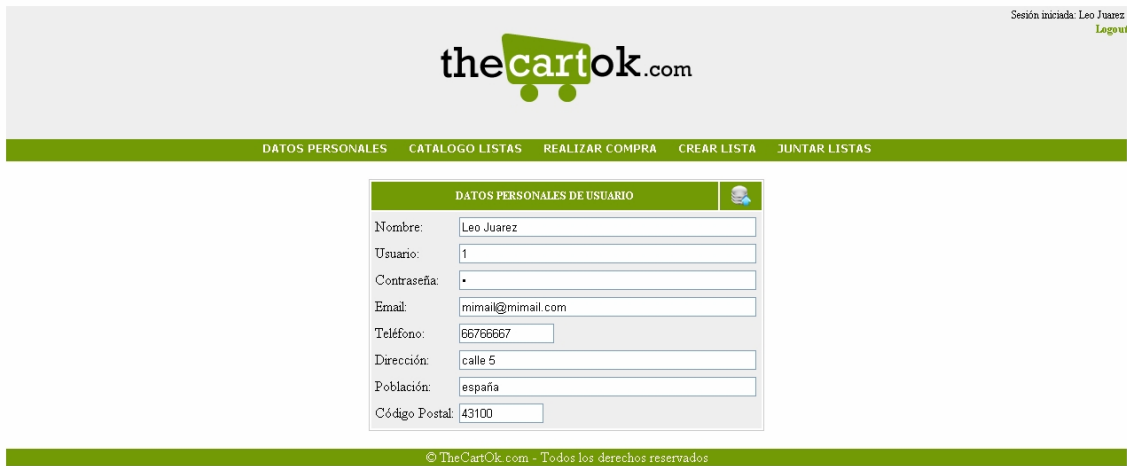 Sesión iniciada: Leo Juarez
Logout
thecartok.com
DATOS PERSONALES CATALOGO LISTAS REALIZAR COMPRA CREAR LISTA JUNTAR LISTAS
DATOS PERSONALES DE USUARIO
Nombre: Leo Juarez
Usuario: 1
Contraseña: •
Email: mimail@mimail.com
Teléfono: 66766667
Dirección: calle 5
Población: españa
Código Postal: 43100
© TheCartOk.com - Todos los derechos reservados